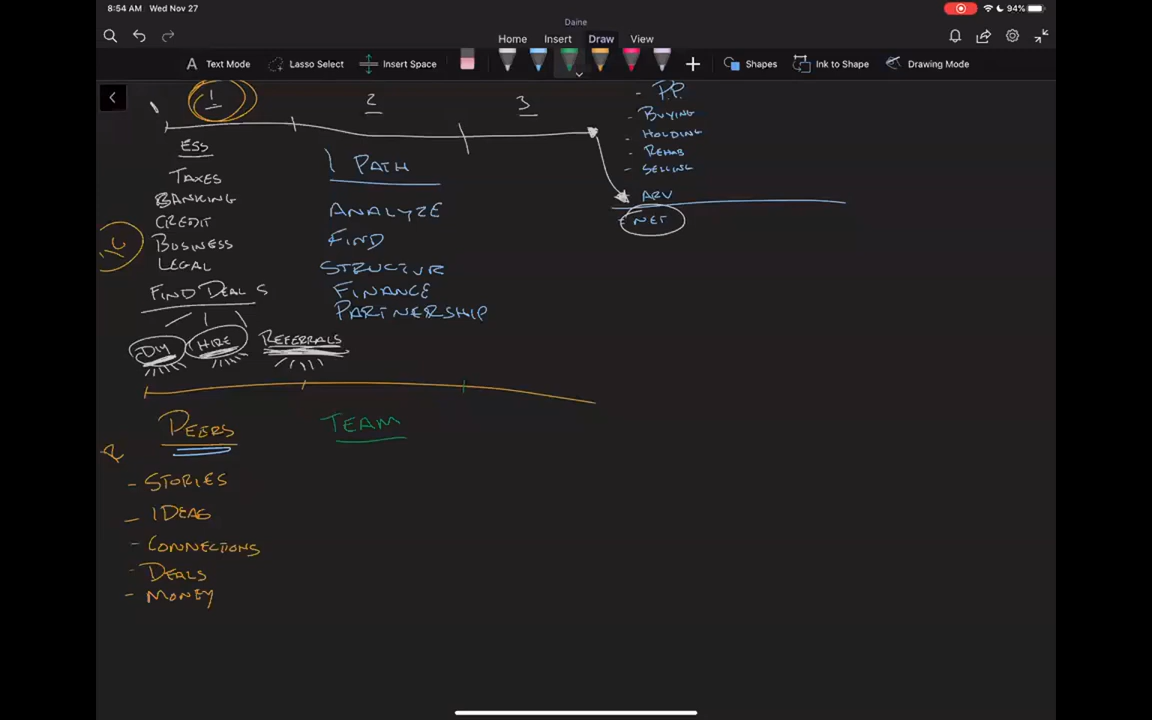 8:54 AM Wed Nov 27
94%
Daine
Home Insert Draw View
Text Mode Lasso Select Insert Space Shapes Ink to Shape Drawing Mode
1 2 3
- P.P.
- BUYING
- HOLDING
- REHAB
- SELLING
ARV
NET
ESS
TAXES
BANKING
CREDIT
BUSINESS
LEGAL
FIND DEALS
DIY HIRE REFERRALS
1 PATH
ANALYZE
FIND
STRUCTUR
FINANCE
PARTNERSHIP
PEERS
- STORIES
- IDEAS
- CONNECTIONS
- DEALS
- MONEY
TEAM